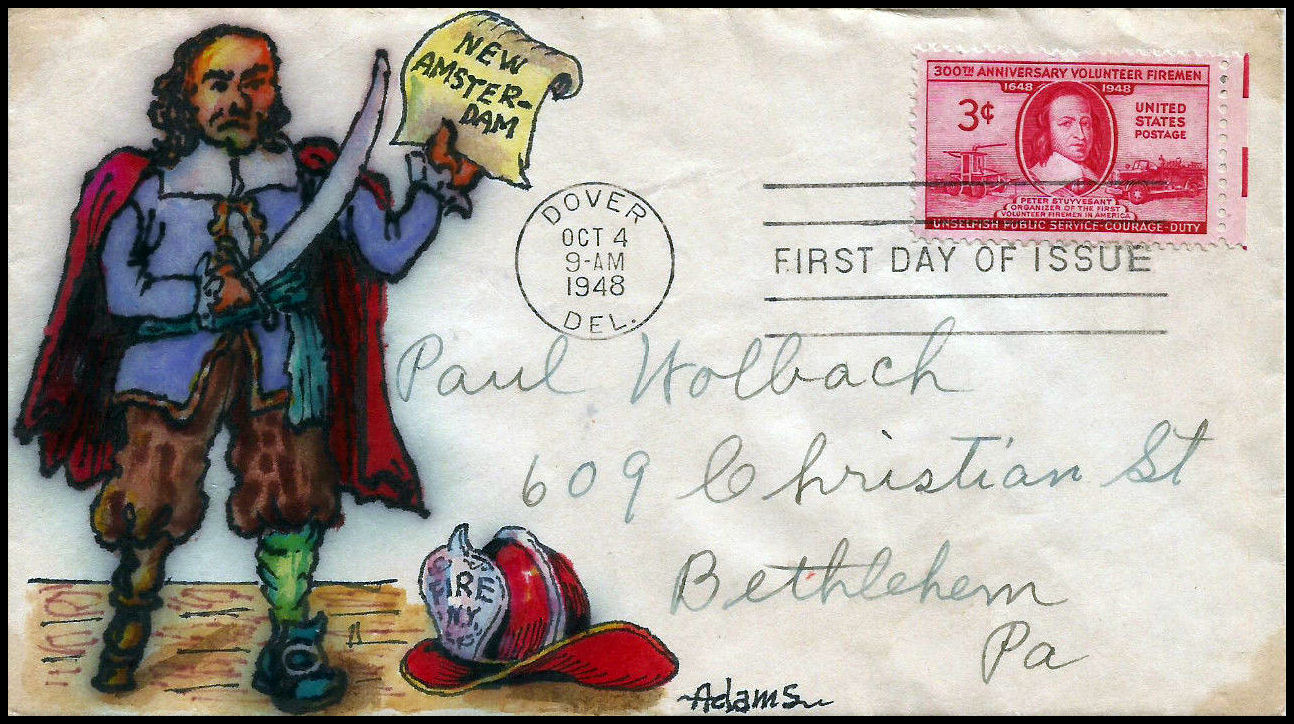 NEW
AMSTER-
DAM
300TH ANNIVERSARY VOLUNTEER FIREMEN
1648 1948
3¢
UNITED
STATES
POSTAGE
PETER STUYVESANT
ORGANIZER OF THE FIRST
VOLUNTEER FIREMEN IN AMERICA
UNSELFISH PUBLIC SERVICE-COURAGE-DUTY
DOVER
OCT 4
9-AM
1948
DEL.
FIRST DAY OF ISSUE
Paul Wolbach
609 Christian St
Bethlehem
Pa
FIRE
N.Y.
Adams